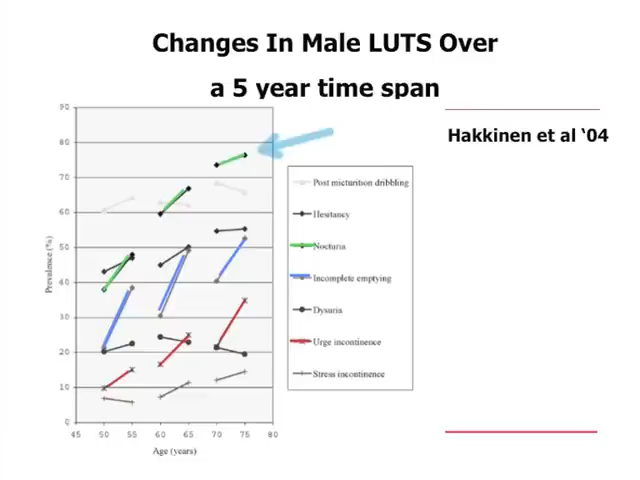 Changes In Male LUTS Over
a 5 year time span
Hakkinen et al ‘04
90
80
70
60
50
40
30
20
10
0
Prevalence (%)
45 50 55 60 65 70 75 80
Age (years)
Post micturition dribbling
Hesitancy
Nocturia
Incomplete emptying
Dysuria
Urge incontinence
Stress incontinence